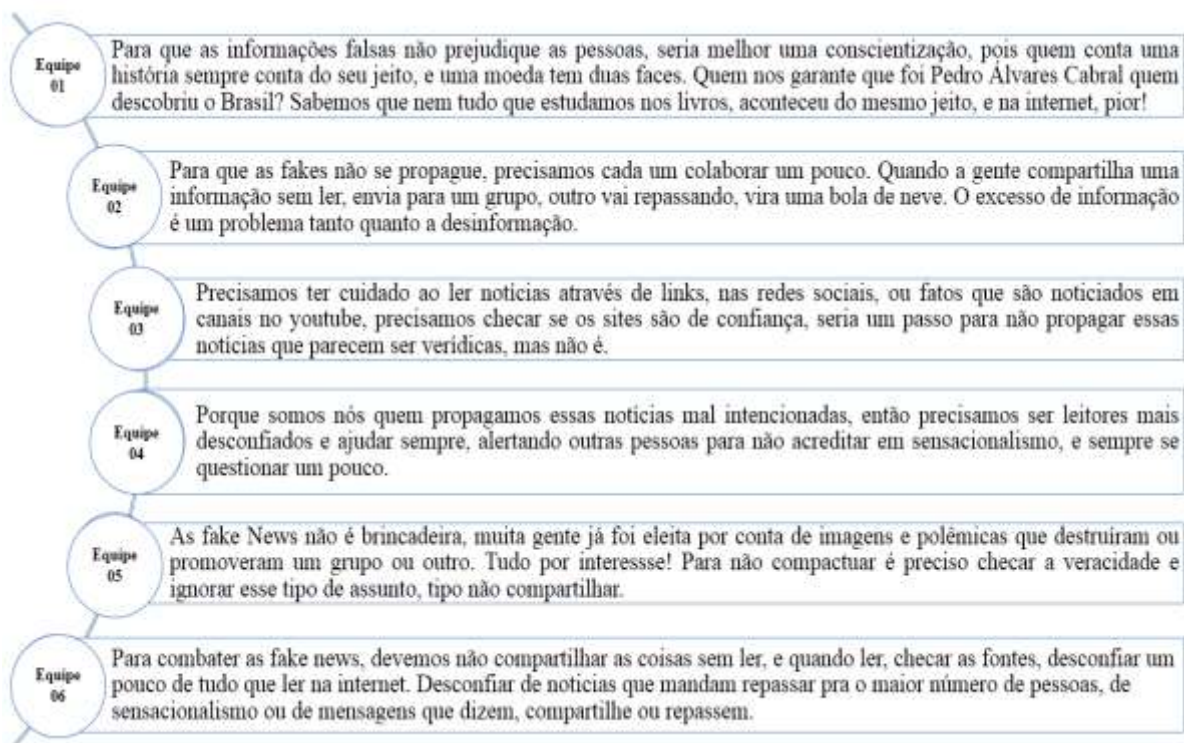 Equipe
01
Para que as informações falsas não prejudique as pessoas, seria melhor uma conscientização, pois quem conta uma
história sempre conta do seu jeito, e uma moeda tem duas faces. Quem nos garante que foi Pedro Álvares Cabral quem
descobriu o Brasil? Sabemos que nem tudo que estudamos nos livros, aconteceu do mesmo jeito, e na internet, pior!
Equipe
02
Para que as fakes não se propague, precisamos cada um colaborar um pouco. Quando a gente compartilha uma
informação sem ler, envia para um grupo, outro vai repassando, vira uma bola de neve. O excesso de informação
é um problema tanto quanto a desinformação.
Equipe
03
Precisamos ter cuidado ao ler notícias através de links, nas redes sociais, ou fatos que são noticiados em
canais no youtube, precisamos checar se os sites são de confiança, seria um passo para não propagar essas
notícias que parecem ser verídicas, mas não é.
Equipe
04
Porque somos nós quem propagamos essas notícias mal intencionadas, então precisamos ser leitores mais
desconfiados e ajudar sempre, alertando outras pessoas para não acreditar em sensacionalismo, e sempre se
questionar um pouco.
Equipe
05
As fake News não é brincadeira, muita gente já foi eleita por conta de imagens e polêmicas que destruíram ou
promoveram um grupo ou outro. Tudo por interessse! Para não compactuar é preciso checar a veracidade e
ignorar esse tipo de assunto, tipo não compartilhar.
Equipe
06
Para combater as fake news, devemos não compartilhar as coisas sem ler, e quando ler, checar as fontes, desconfiar um
pouco de tudo que ler na internet. Desconfiar de noticias que mandam repassar pra o maior número de pessoas, de
sensacionalismo ou de mensagens que dizem, compartilhe ou repassem.